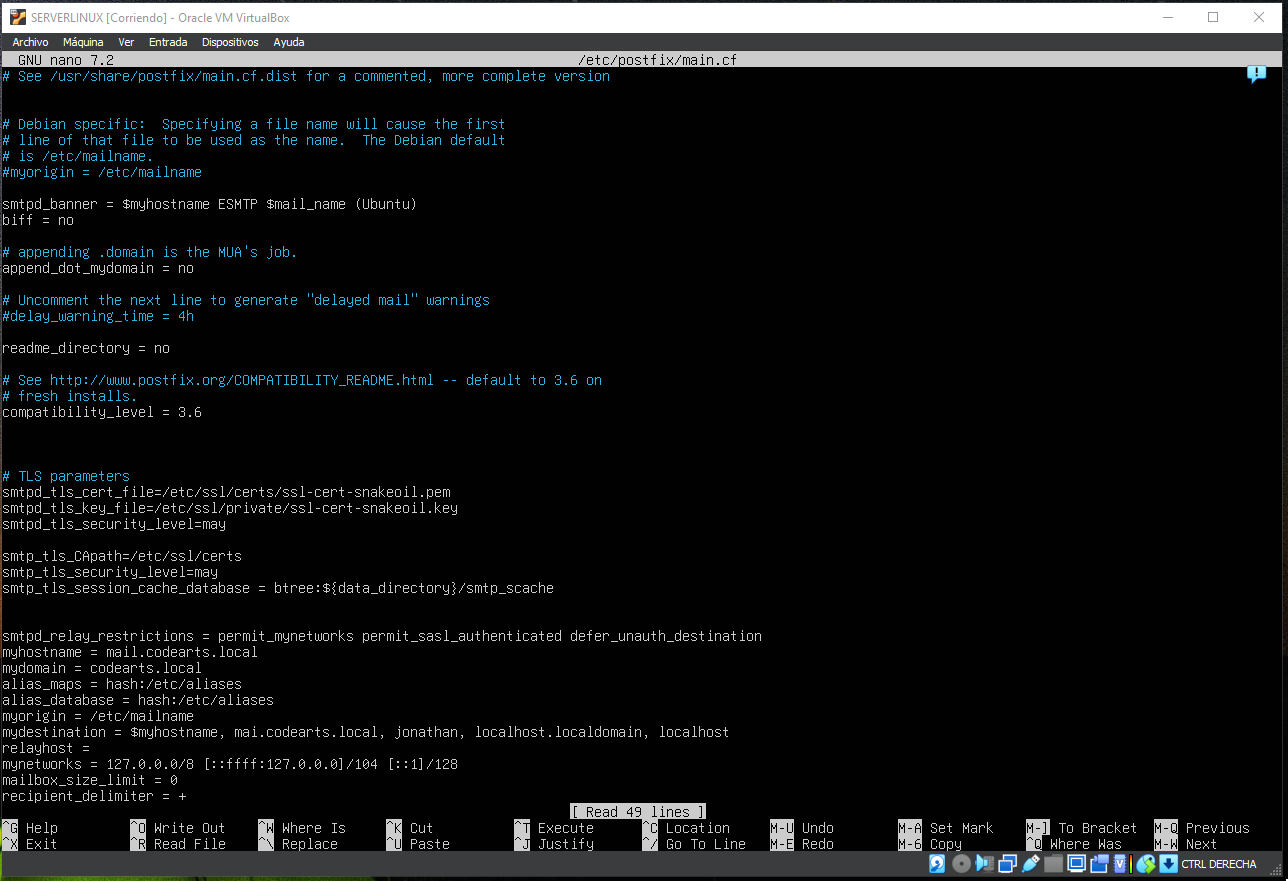 SERVERLINUX [Corriendo] - Oracle VM VirtualBox
Archivo Máquina Ver Entrada Dispositivos Ayuda
GNU nano 7.2 /etc/postfix/main.cf
# See /usr/share/postfix/main.cf.dist for a commented, more complete version
# Debian specific:  Specifying a file name will cause the first
# line of that file to be used as the name.  The Debian default
# is /etc/mailname.
#myorigin = /etc/mailname
smtpd_banner = $myhostname ESMTP $mail_name (Ubuntu)
biff = no
# appending .domain is the MUA's job.
append_dot_mydomain = no
# Uncomment the next line to generate "delayed mail" warnings
#delay_warning_time = 4h
readme_directory = no
# See http://www.postfix.org/COMPATIBILITY_README.html -- default to 3.6 on
# fresh installs.
compatibility_level = 3.6
# TLS parameters
smtpd_tls_cert_file=/etc/ssl/certs/ssl-cert-snakeoil.pem
smtpd_tls_key_file=/etc/ssl/private/ssl-cert-snakeoil.key
smtpd_tls_security_level=may
smtp_tls_CApath=/etc/ssl/certs
smtp_tls_security_level=may
smtp_tls_session_cache_database = btree:${data_directory}/smtp_scache
smtpd_relay_restrictions = permit_mynetworks permit_sasl_authenticated defer_unauth_destination
myhostname = mail.codearts.local
mydomain = codearts.local
alias_maps = hash:/etc/aliases
alias_database = hash:/etc/aliases
myorigin = /etc/mailname
mydestination = $myhostname, mai.codearts.local, jonathan, localhost.localdomain, localhost
relayhost =
mynetworks = 127.0.0.0/8 [::ffff:127.0.0.0]/104 [::1]/128
mailbox_size_limit = 0
recipient_delimiter = +
[ Read 49 lines ]
^G Help ^O Write Out ^W Where Is ^K Cut ^T Execute ^C Location M-U Undo M-A Set Mark M-] To Bracket M-Q Previous
^X Exit ^R Read File ^\ Replace ^U Paste ^J Justify ^/ Go To Line M-E Redo M-6 Copy ^Q Where Was M-W Next
CTRL DERECHA